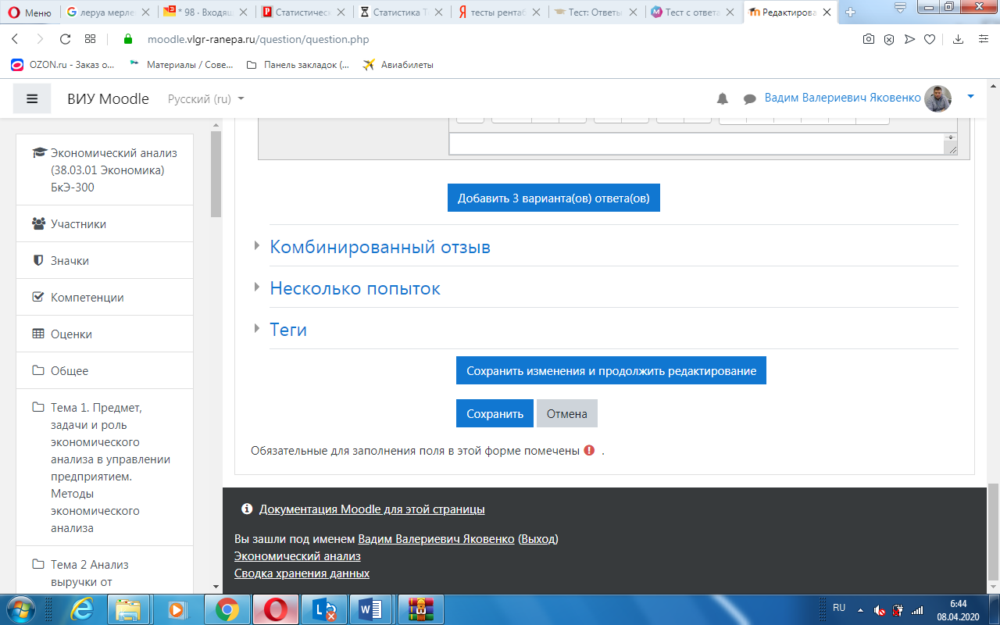 Меню
леруа мерле
* 98 · Входящ
Статистичес
Статистика Т
тесты рентаб
Тест: Ответы
Тест с ответа
Редактирова
moodle.vlgr-ranepa.ru/question/question.php
OZON.ru - Заказ о...
Материалы / Сове...
Панель закладок (...
Авиабилеты
ВИУ Moodle
Русский (ru)
Вадим Валериевич Яковенко
Экономический анализ
(38.03.01 Экономика)
БкЭ-300
Участники
Значки
Компетенции
Оценки
Общее
Тема 1. Предмет,
задачи и роль
экономического
анализа в управлении
предприятием.
Методы
экономического
анализа
Тема 2 Анализ
выручки от
Добавить 3 варианта(ов) ответа(ов)
Комбинированный отзыв
Несколько попыток
Теги
Сохранить изменения и продолжить редактирование
Сохранить
Отмена
Обязательные для заполнения поля в этой форме помечены .
Документация Moodle для этой страницы
Вы зашли под именем Вадим Валериевич Яковенко (Выход)
Экономический анализ
Сводка хранения данных
RU
6:44
08.04.2020